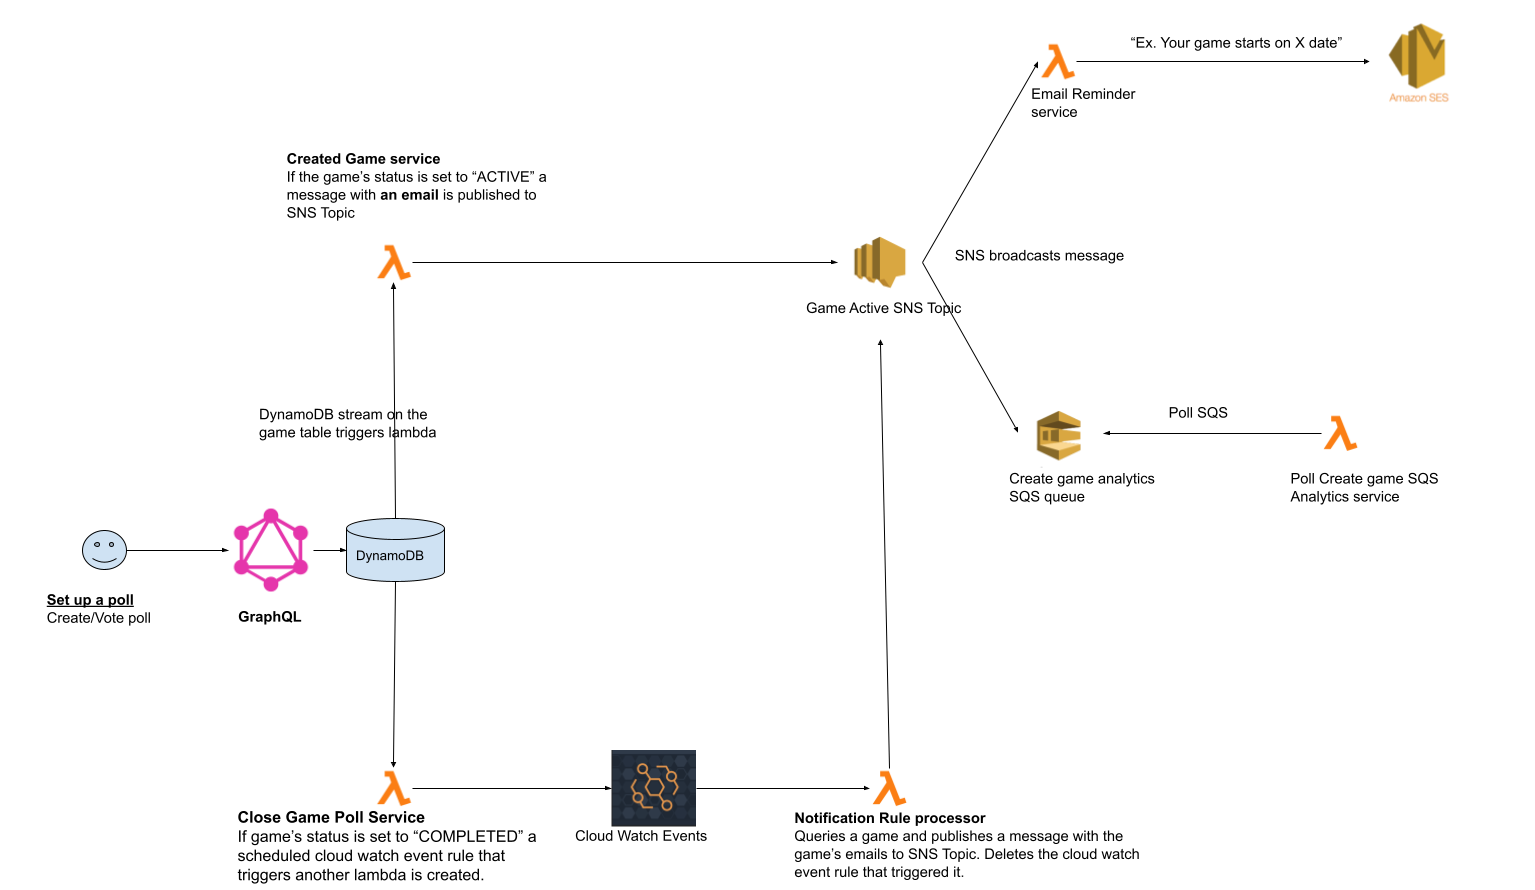 “Ex. Your game starts on X date”
Amazon SES
Email Reminder
service
Created Game service
If the game’s status is set to “ACTIVE” a
message with an email is published to
SNS Topic
SNS broadcasts message
Game Active SNS Topic
DynamoDB stream on the
game table triggers lambda
Poll SQS
Create game analytics
SQS queue
Poll Create game SQS
Analytics service
DynamoDB
Set up a poll
Create/Vote poll
GraphQL
Close Game Poll Service
If game’s status is set to “COMPLETED” a
scheduled cloud watch event rule that
triggers another lambda is created.
Cloud Watch Events
Notification Rule processor
Queries a game and publishes a message with the
game’s emails to SNS Topic. Deletes the cloud watch
event rule that triggered it.